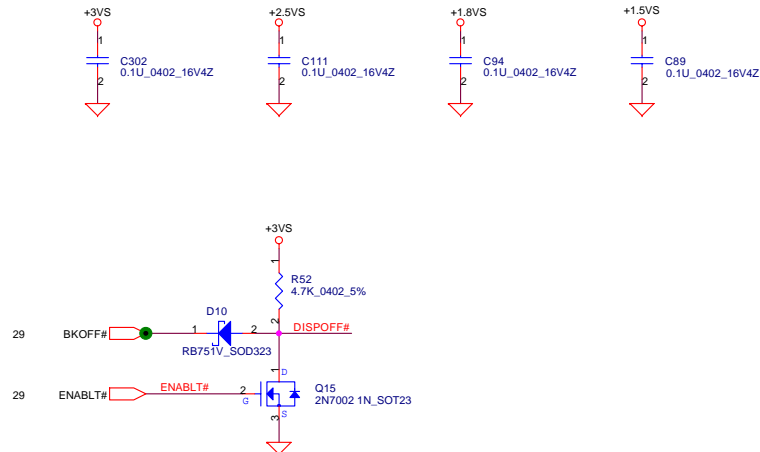 +3VS
+2.5VS
+1.8VS
+1.5VS
1
1
1
1
C302
0.1U_0402_16V4Z
C111
0.1U_0402_16V4Z
C94
0.1U_0402_16V4Z
C89
0.1U_0402_16V4Z
2
2
2
2
+3VS
1
R52
4.7K_0402_5%
2
D10
DISPOFF#
29
BKOFF#
1
2
RB751V_SOD323
1
D
29
ENABLT#
ENABLT#
2
G
Q15
2N7002 1N_SOT23
3
S